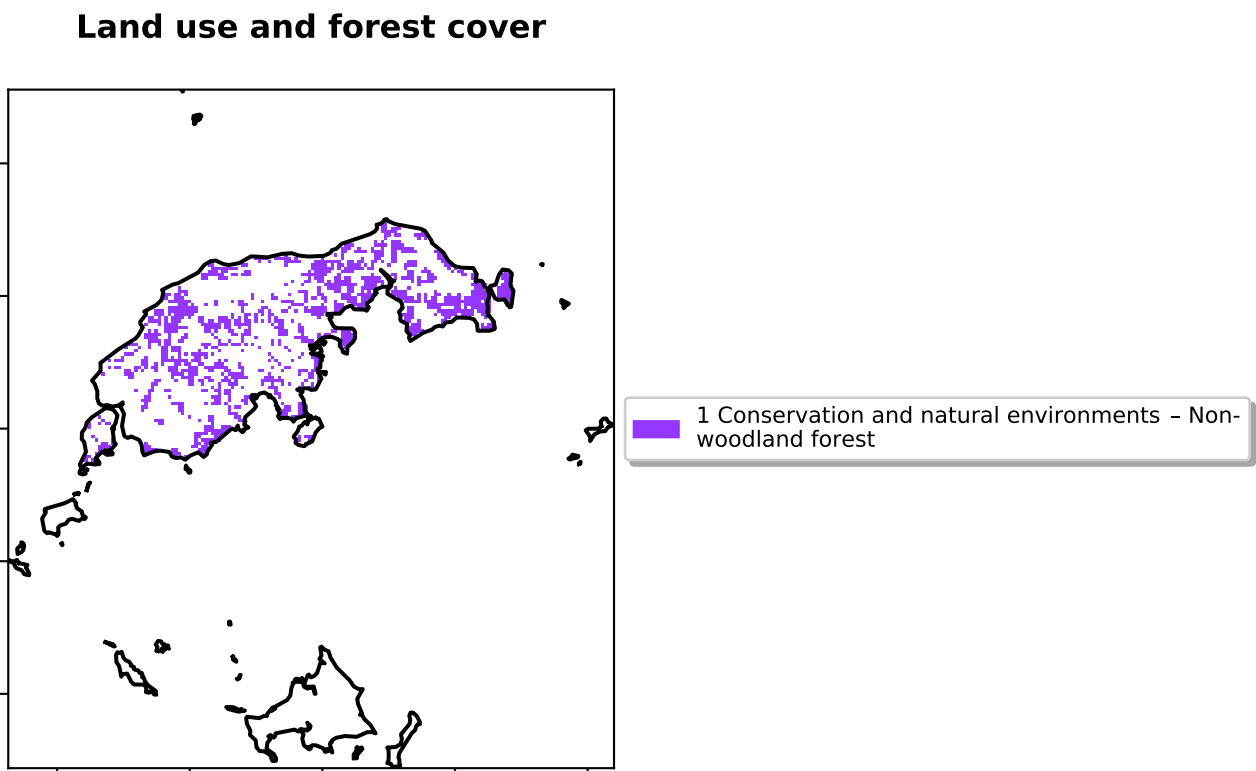 Land use and forest cover
1 Conservation and natural environments – Non-
woodland forest